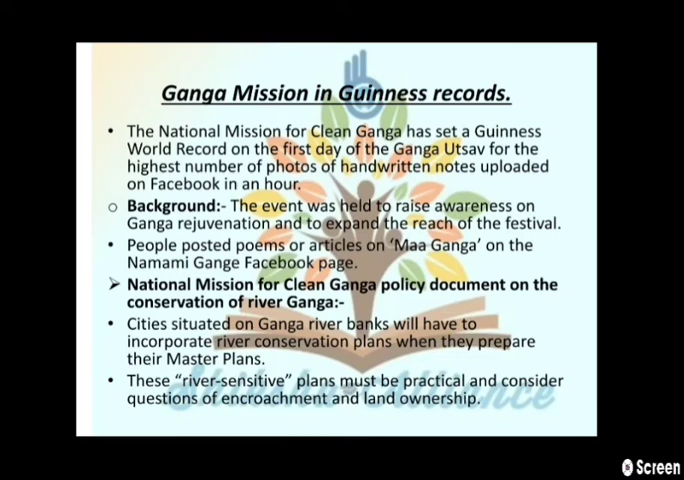 Ganga Mission in Guinness records.
• The National Mission for Clean Ganga has set a Guinness
World Record on the first day of the Ganga Utsav for the
highest number of photos of handwritten notes uploaded
on Facebook in an hour.
o Background:- The event was held to raise awareness on
Ganga rejuvenation and to expand the reach of the festival.
• People posted poems or articles on ‘Maa Ganga’ on the
Namami Gange Facebook page.
➢ National Mission for Clean Ganga policy document on the
conservation of river Ganga:-
• Cities situated on Ganga river banks will have to
incorporate river conservation plans when they prepare
their Master Plans.
• These “river-sensitive” plans must be practical and consider
questions of encroachment and land ownership.
Alliance
Screen